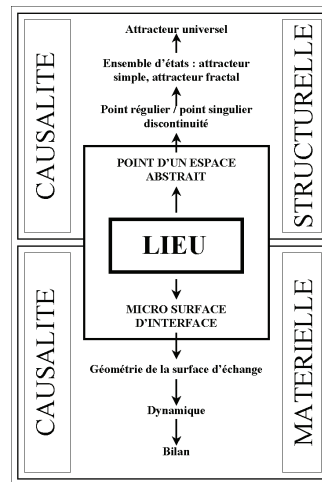 Attracteur universel
Ensemble d'états : attracteur
simple, attracteur fractal
Point régulier / point singulier
discontinuité
CAUSALITE
STRUCTURELLE
POINT D'UN ESPACE
ABSTRAIT
LIEU
MICRO SURFACE
D'INTERFACE
CAUSALITE
MATERIELLE
Géométrie de la surface d'échange
Dynamique
Bilan